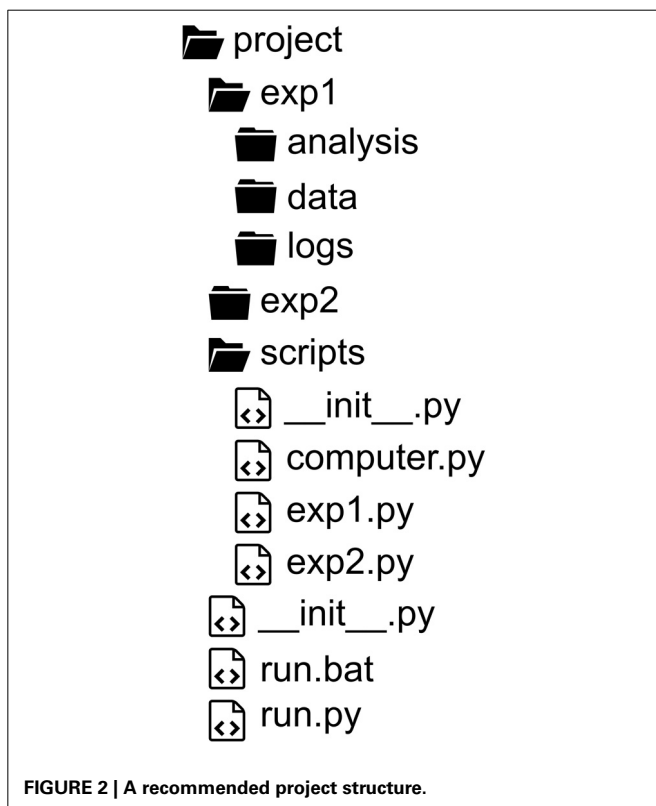 project
exp1
analysis
data
logs
exp2
scripts
__init__.py
computer.py
exp1.py
exp2.py
__init__.py
run.bat
run.py
FIGURE 2 | A recommended project structure.